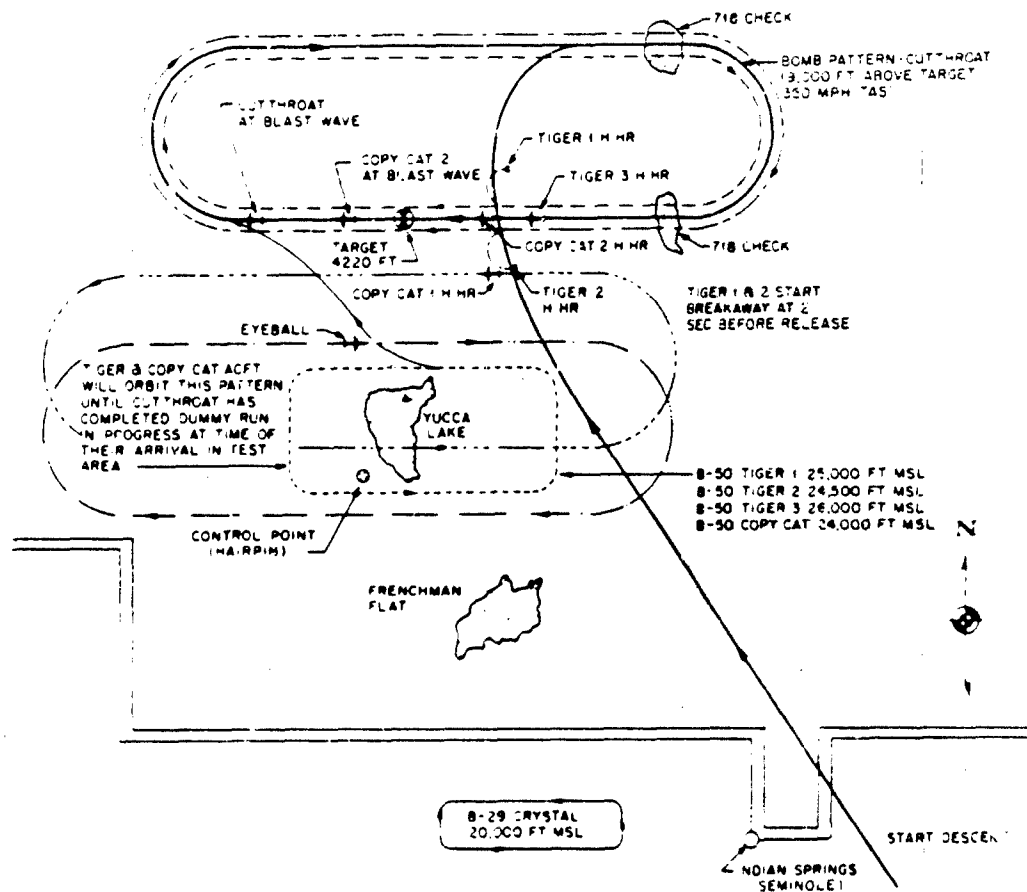 718 CHECK
BOMB PATTERN-CUTTHROAT
19,000 FT ABOVE TARGET
350 MPH TAS
CUTTHROAT
AT BLAST WAVE
TIGER 1 H HR
COPY CAT 2
AT BLAST WAVE
TIGER 3 H HR
TARGET
4220 FT
COPY CAT 2 H HR
718 CHECK
COPY CAT 1 H HR
TIGER 2
H HR
TIGER 1 & 2 START
BREAKAWAY AT 2
SEC BEFORE RELEASE
EYEBALL
TIGER & COPY CAT ACFT
WILL ORBIT THIS PATTERN
UNTIL CUTTHROAT HAS
COMPLETED DUMMY RUN
IN PROGRESS AT TIME OF
THEIR ARRIVAL IN TEST
AREA
YUCCA
LAKE
B-50 TIGER 1 25,000 FT MSL
B-50 TIGER 2 24,500 FT MSL
B-50 TIGER 3 26,000 FT MSL
B-50 COPY CAT 24,000 FT MSL
CONTROL POINT
(HAIRPIN)
N
FRENCHMAN
FLAT
B-29 CRYSTAL
20,000 FT MSL
START DESCENT
INDIAN SPRINGS
SEMINOLE